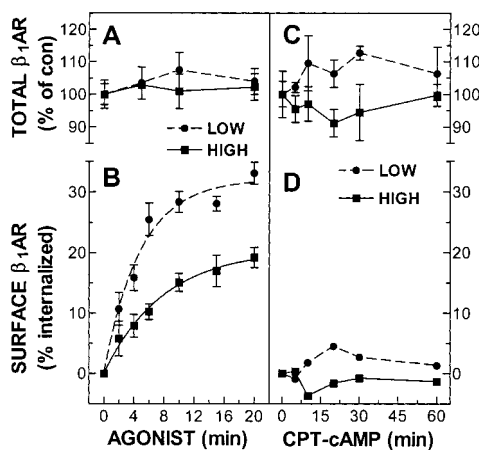 TOTAL β1AR
(% of con)
A
C
120
110
100
90
120
110
100
90
LOW
HIGH
LOW
HIGH
SURFACE β1AR
(% internalized)
B
D
30
20
10
0
30
20
10
0
0 4 8 12 16 20
0 15 30 45 60
AGONIST (min)
CPT-cAMP (min)